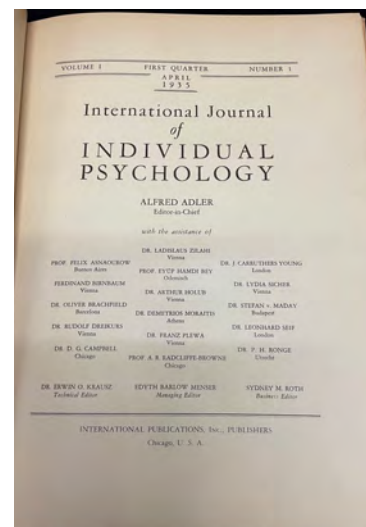 VOLUME 1 FIRST QUARTER NUMBER 1
APRIL
1935
International Journal
of
INDIVIDUAL
PSYCHOLOGY
ALFRED ADLER
Editor-in-Chief
with the assistance of
PROF. FELIX ASNAOUROW
Buenos Aires
FERDINAND BIRNBAUM
Vienna
DR. OLIVER BRACHFELD
Barcelona
DR. RUDOLF DREIKURS
Vienna
DR. D. G. CAMPBELL
Chicago
DR. LADISLAUS ZILAHI
Vienna
PROF. EYÜP HAMDI BEY
DR. ARTHUR HOLUB
Vienna
DR. DEMETRIOS MORAITIS
Athens
DR. FRANZ PLEWA
Vienna
PROF. A. R. RADCLIFFE-BROWNE
Chicago
DR. J. CARRUTHERS YOUNG
London
DR. LYDIA SICHER
Vienna
DR. STEFAN v. MADAY
Budapest
DR. LEONHARD SEIF
London
DR. P. H. RONGE
Utrecht
DR. ERWIN O. KRAUSZ
Technical Editor
EDYTH BARLOW MENSER
Managing Editor
SYDNEY M. ROTH
Business Editor
INTERNATIONAL PUBLICATIONS, Inc., PUBLISHERS
Chicago, U. S. A.